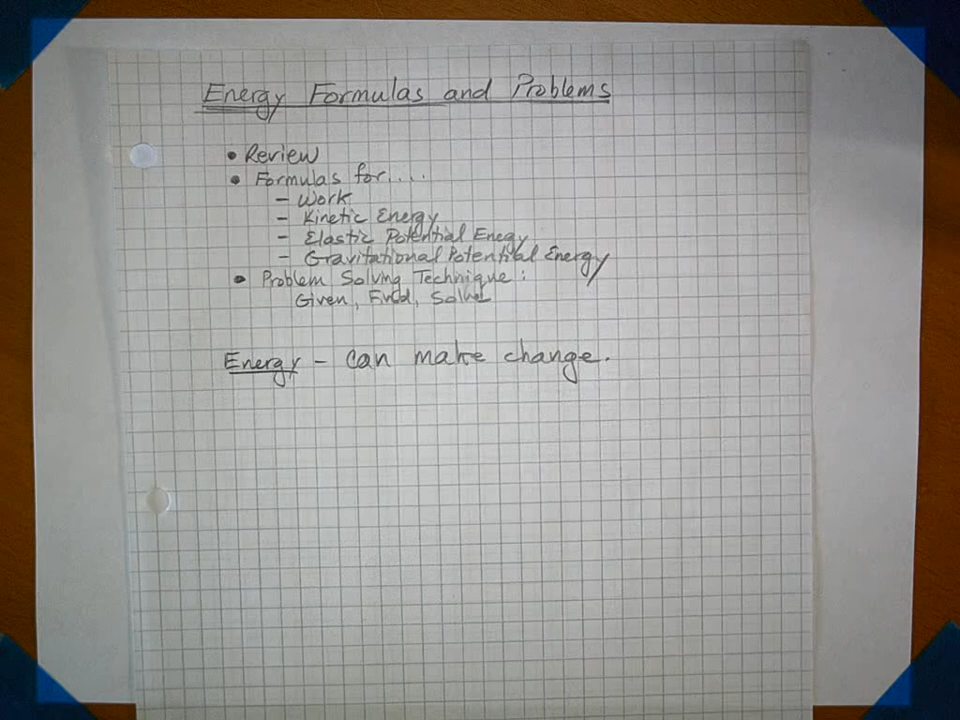 Energy Formulas and Problems
• Review
• Formulas for....
- Work
- Kinetic Energy
- Elastic Potential Enegy
- Gravitational Potential Energy
• Problem Solving Technique:
Given, Find, Solve
Energy - can make change.